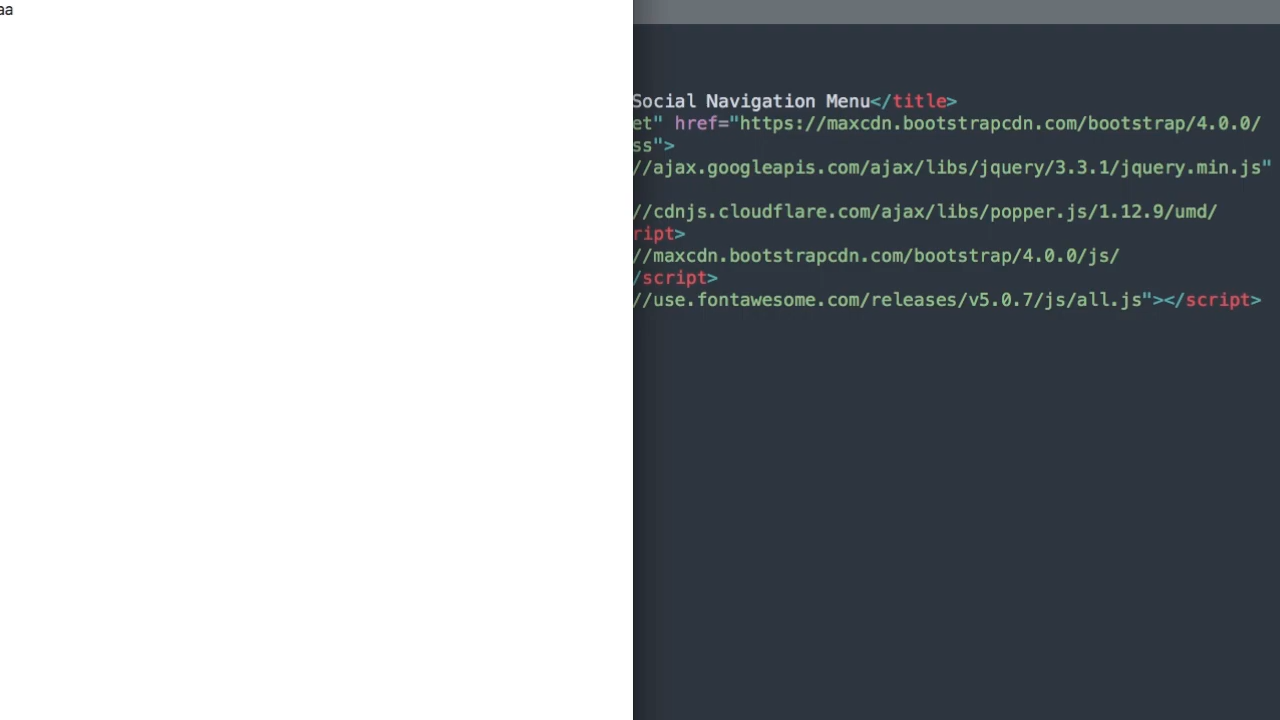 aa
Social Navigation Menu</title>
et" href="https://maxcdn.bootstrapcdn.com/bootstrap/4.0.0/
ss">
//ajax.googleapis.com/ajax/libs/jquery/3.3.1/jquery.min.js"
//cdnjs.cloudflare.com/ajax/libs/popper.js/1.12.9/umd/
ript>
//maxcdn.bootstrapcdn.com/bootstrap/4.0.0/js/
/script>
//use.fontawesome.com/releases/v5.0.7/js/all.js"></script>